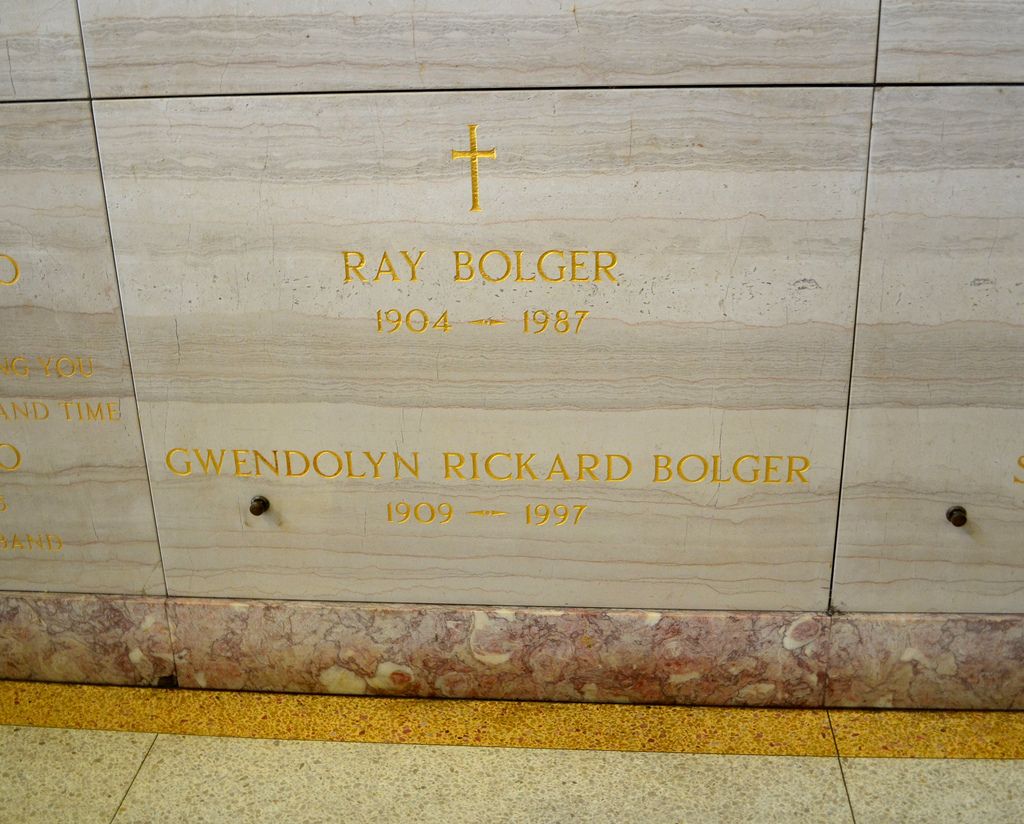 RAY BOLGER
1904 – 1987
GWENDOLYN RICKARD BOLGER
1909 – 1997
YOU
AND TIME